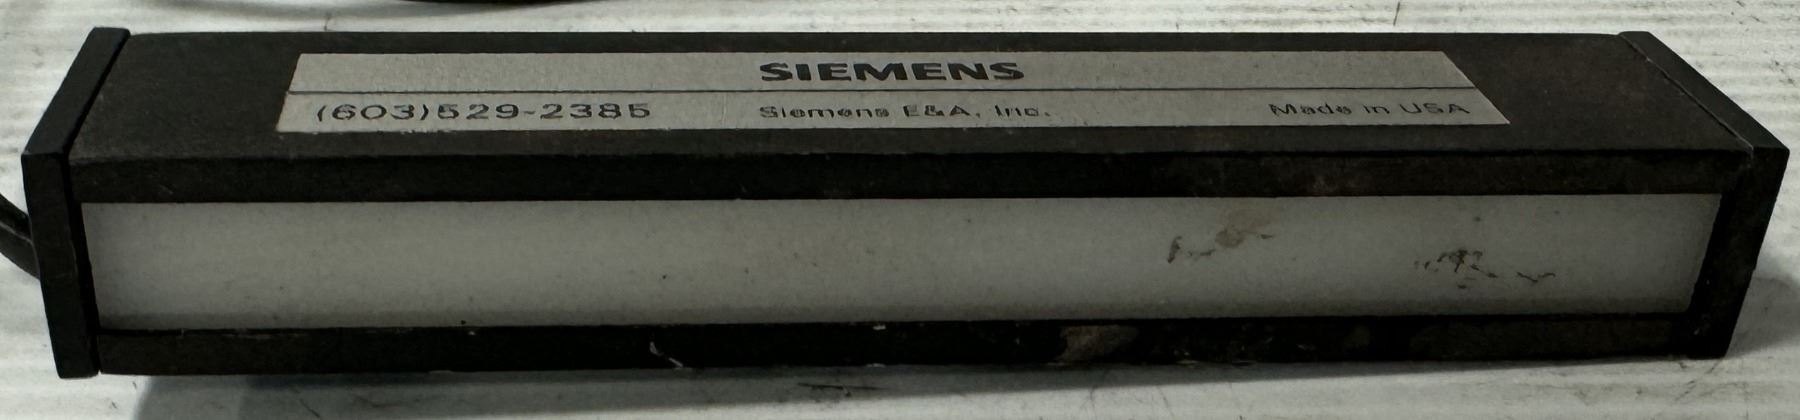 SIEMENS
(603)529-2385 Siemens E&A, Inc. Made in USA